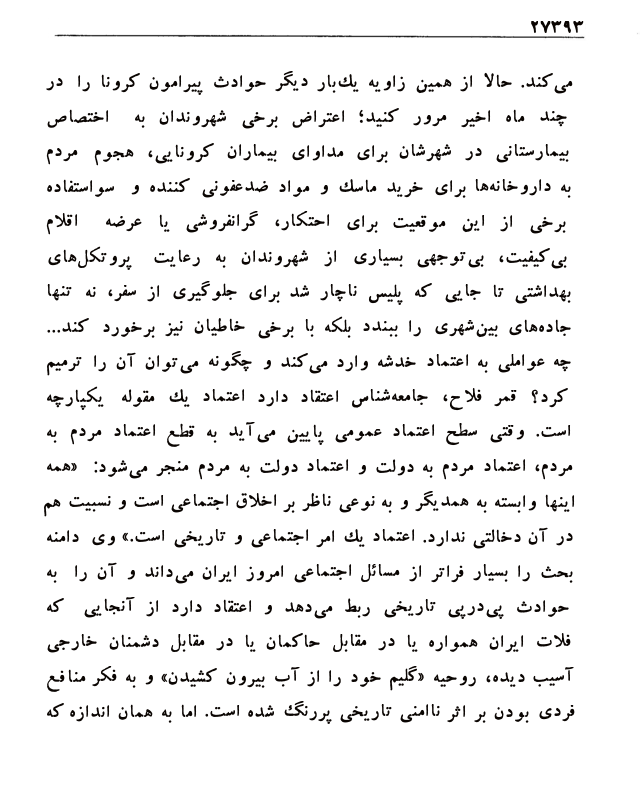 ۲۷۳۹۳
می‌کند. حالا از همین زاویه یك‌بار دیگر حوادث پیرامون کرونا را در
چند ماه اخیر مرور کنید؛ اعتراض برخی شهروندان به اختصاص
بیمارستانی در شهرشان برای مداوای بیماران کرونایی، هجوم مردم
به داروخانه‌ها برای خرید ماسك و مواد ضدعفونی کننده و سواستفاده
برخی از این موقعیت برای احتکار، گرانفروشی یا عرضه اقلام
بی‌کیفیت، بی‌توجهی بسیاری از شهروندان به رعایت پروتکل‌های
بهداشتی تا جایی که پلیس ناچار شد برای جلوگیری از سفر، نه تنها
جاده‌های بین‌شهری را ببندد بلکه با برخی خاطیان نیز برخورد کند...
چه عواملی به اعتماد خدشه وارد می‌کند و چگونه می‌توان آن را ترمیم
کرد؟ قمر فلاح، جامعه‌شناس اعتقاد دارد اعتماد یك مقوله یکپارچه
است. وقتی سطح اعتماد عمومی پایین می‌آید به قطع اعتماد مردم به
مردم، اعتماد مردم به دولت و اعتماد دولت به مردم منجر می‌شود: «همه
اینها وابسته به همدیگر و به نوعی ناظر بر اخلاق اجتماعی است و نسبیت هم
در آن دخالتی ندارد. اعتماد یك امر اجتماعی و تاریخی است.» وی دامنه
بحث را بسیار فراتر از مسائل اجتماعی امروز ایران می‌داند و آن را به
حوادث پی‌درپی تاریخی ربط می‌دهد و اعتقاد دارد از آنجایی که
فلات ایران همواره یا در مقابل حاکمان یا در مقابل دشمنان خارجی
آسیب دیده، روحیه «گلیم خود را از آب بیرون کشیدن» و به فکر منافع
فردی بودن بر اثر ناامنی تاریخی پررنگ شده است. اما به همان اندازه که